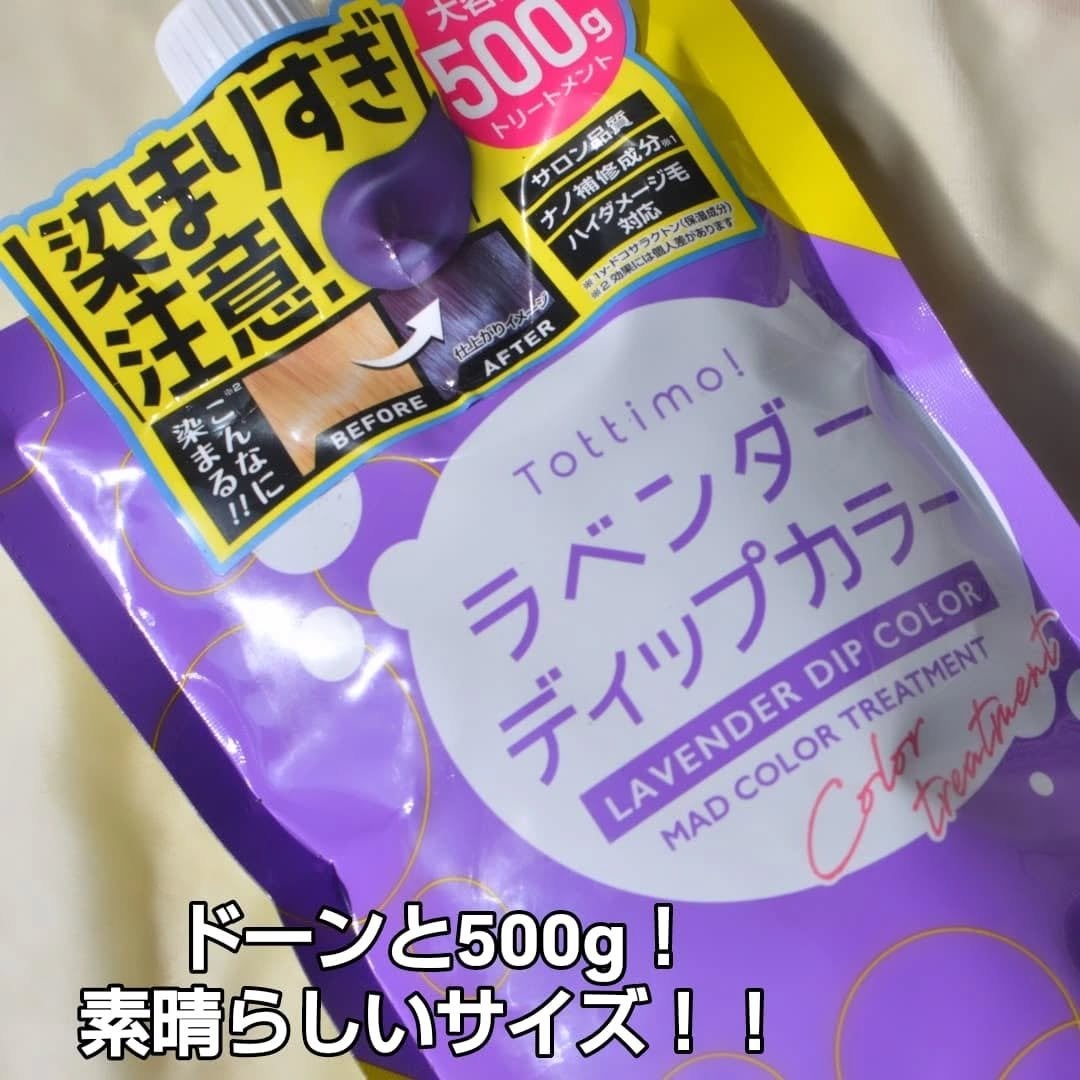 染まりすぎ
注意!
※2こんなに
染まる!!
BEFORE
AFTER
仕上がりイメージ
500g
トリートメント
サロン品質
ナノ補修成分※1
ハイダメージ毛
対応
※1γ-ドコサラクトン(保湿成分)
※2 効果には個人差があります
Tottimo!
ラベンダー
ディップカラー
LAVENDER DIP COLOR
MAD COLOR TREATMENT
Color
treatment
ドーンと500g！
素晴らしいサイズ！！